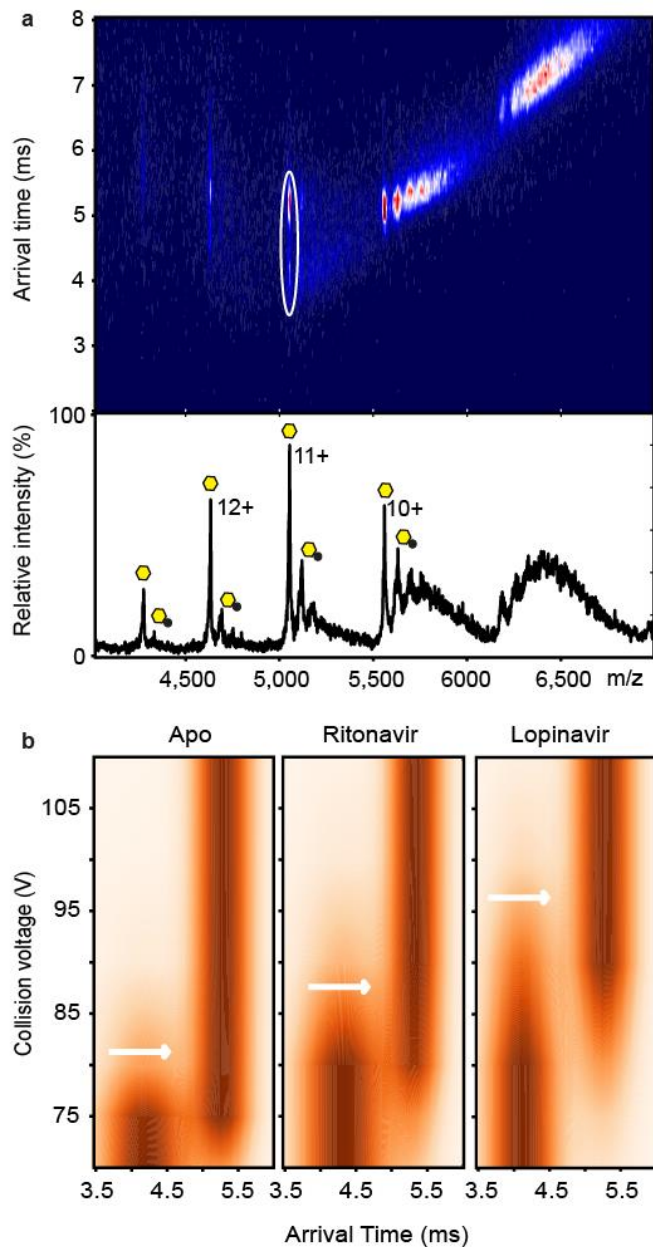 a
8
7
6
5
4
3
Arrival time (ms)
100
0
Relative intensity (%)
12+
11+
10+
4,500
5,000
5,500
6000
6,500
m/z
b
Apo
Ritonavir
Lopinavir
105
95
85
75
Collision voltage (V)
3.5 4.5 5.5 3.5 4.5 5.5 3.5 4.5 5.5
Arrival Time (ms)